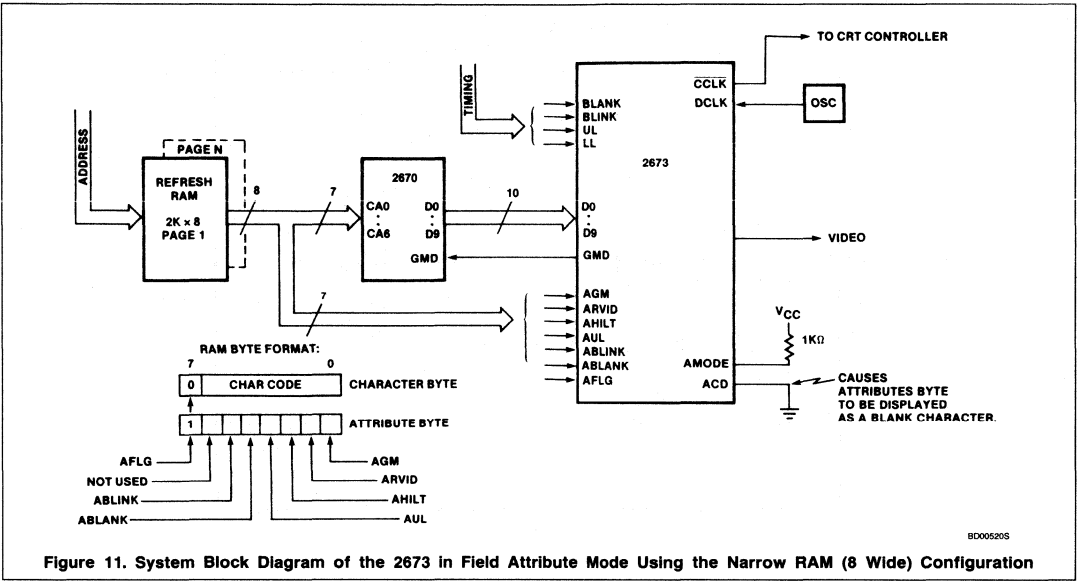 TO CRT CONTROLLER
TIMING
CCLK
DCLK
OSC
BLANK
BLINK
UL
LL
2673
ADDRESS
PAGE N
REFRESH
RAM
2K × 8
PAGE 1
8
7
2670
CA0
CA6
D0
D9
GMD
10
D0
D9
GMD
VIDEO
7
AGM
ARVID
AHILT
AUL
ABLINK
ABLANK
AFLG
VCC
1KΩ
AMODE
ACD
CAUSES
ATTRIBUTES BYTE
TO BE DISPLAYED
AS A BLANK CHARACTER.
RAM BYTE FORMAT:
7 0
0 CHAR CODE CHARACTER BYTE
1 ATTRIBUTE BYTE
AFLG
NOT USED
ABLINK
ABLANK
AGM
ARVID
AHILT
AUL
BD00520S
Figure 11. System Block Diagram of the 2673 in Field Attribute Mode Using the Narrow RAM (8 Wide) Configuration